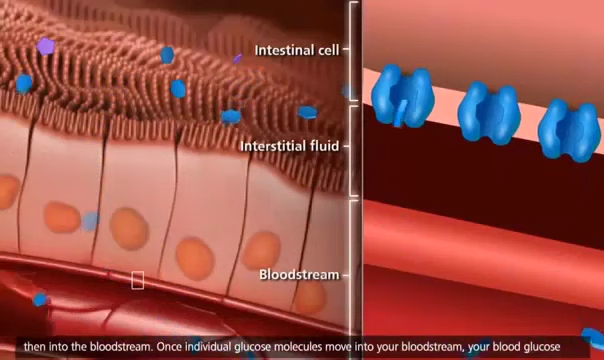 Intestinal cell
Interstitial fluid
Bloodstream
then into the bloodstream. Once individual glucose molecules move into your bloodstream, your blood glucose